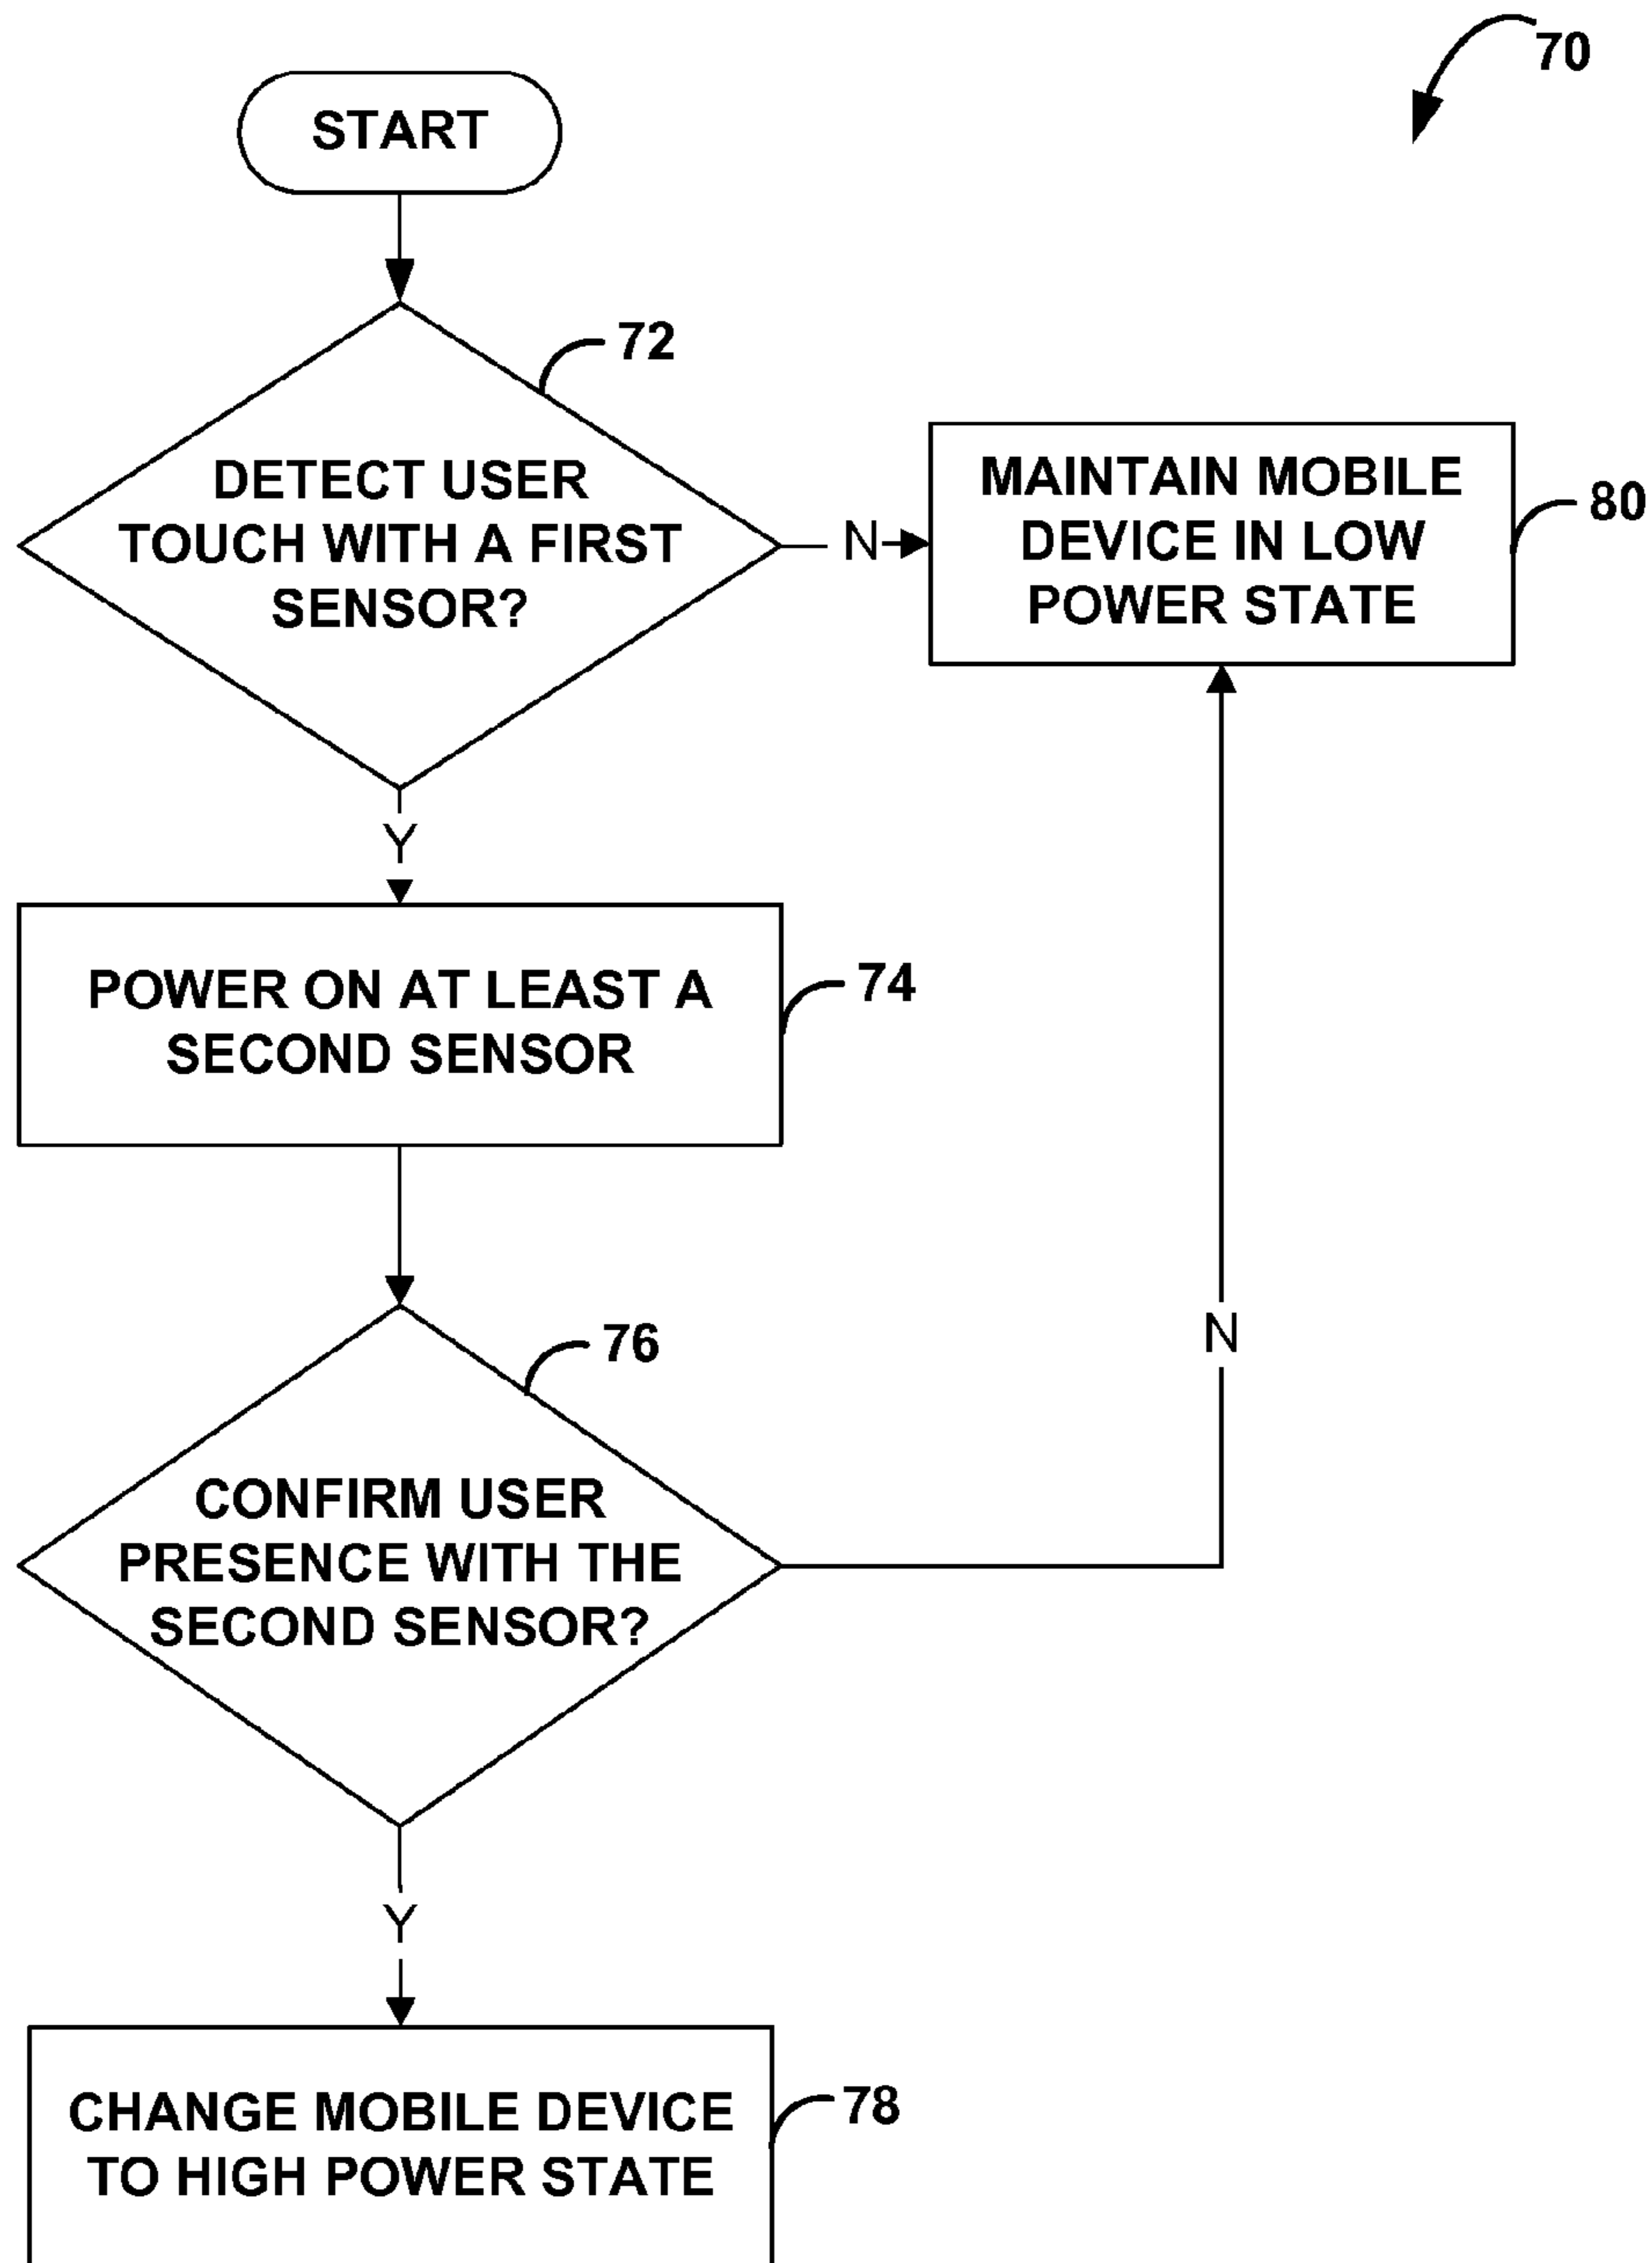 70
START
72
DETECT USER
TOUCH WITH A FIRST
SENSOR?
N
MAINTAIN MOBILE
DEVICE IN LOW
POWER STATE
80
Y
POWER ON AT LEAST A
SECOND SENSOR
74
76
CONFIRM USER
PRESENCE WITH THE
SECOND SENSOR?
N
Y
CHANGE MOBILE DEVICE
TO HIGH POWER STATE
78